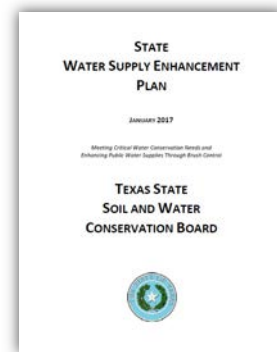 STATE
WATER SUPPLY ENHANCEMENT
PLAN
JANUARY 2017
Meeting Critical Water Conservation Needs and
Enhancing Public Water Supplies Through Brush Control
TEXAS STATE
SOIL AND WATER
CONSERVATION BOARD